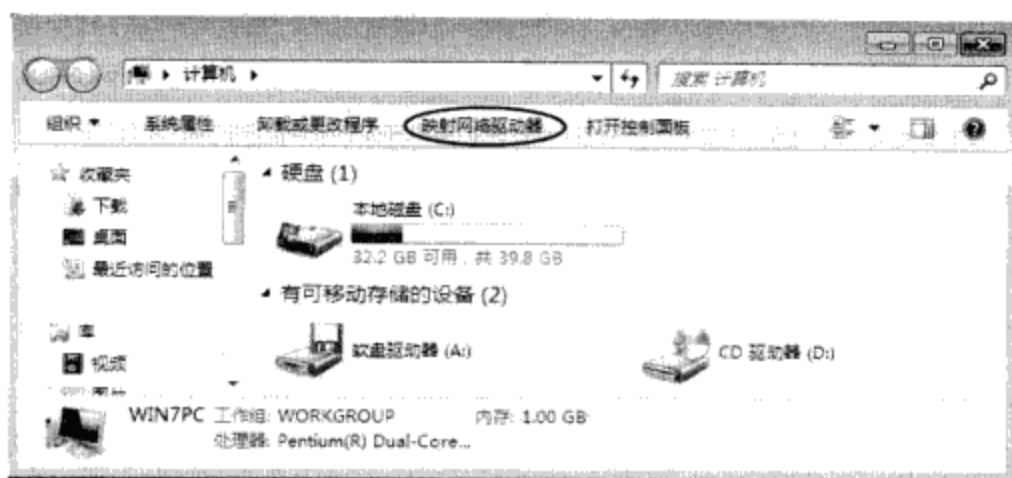 计算机
搜索 计算机
组织 系统属性 卸载或更改程序 映射网络驱动器 打开控制面板
收藏夹
下载
桌面
最近访问的位置
库
视频
硬盘 (1)
本地磁盘 (C:)
32.2 GB 可用，共 39.8 GB
有可移动存储的设备 (2)
软盘驱动器 (A:)
CD 驱动器 (D:)
WIN7PC 工作组: WORKGROUP 内存: 1.00 GB
处理器: Pentium(R) Dual-Core...